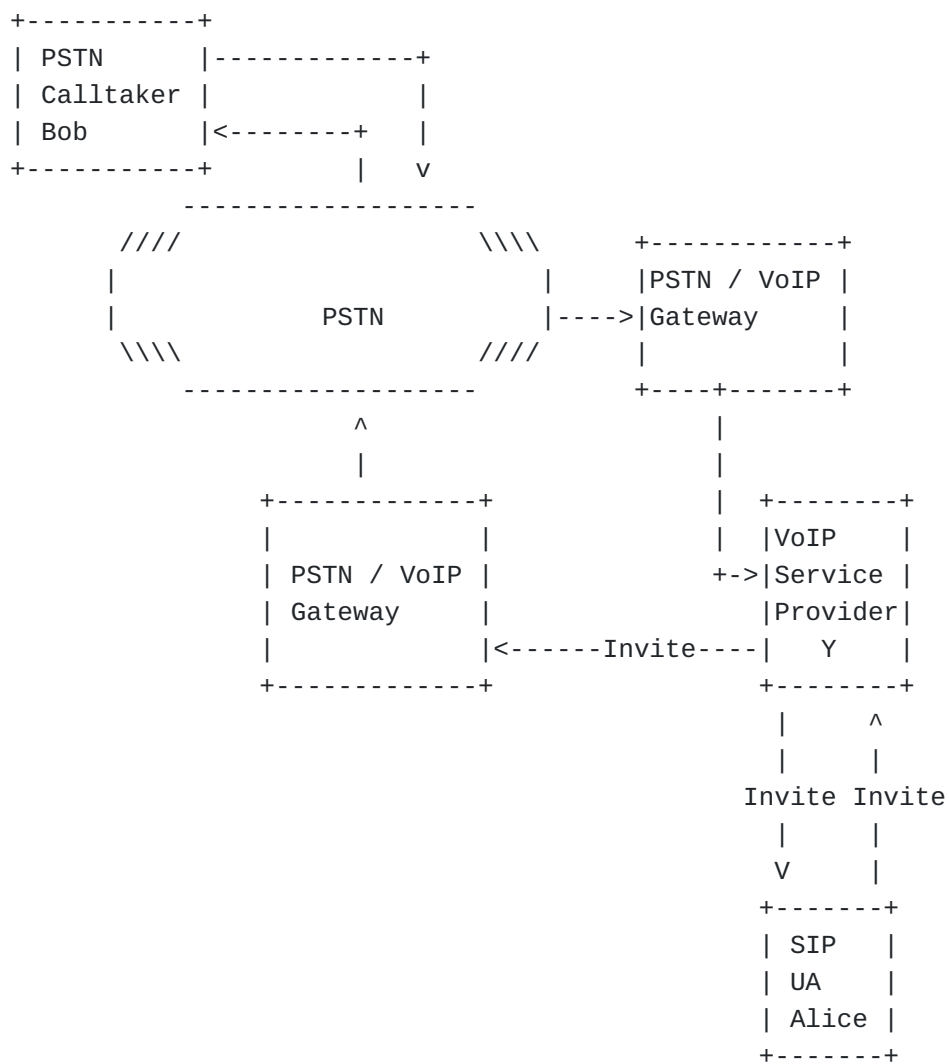 PSTN
Calltaker
Bob
PSTN / VoIP
PSTN
Gateway
VoIP
PSTN / VoIP
Service
Gateway
Provider
Invite
Y
Invite Invite
SIP
UA
Alice